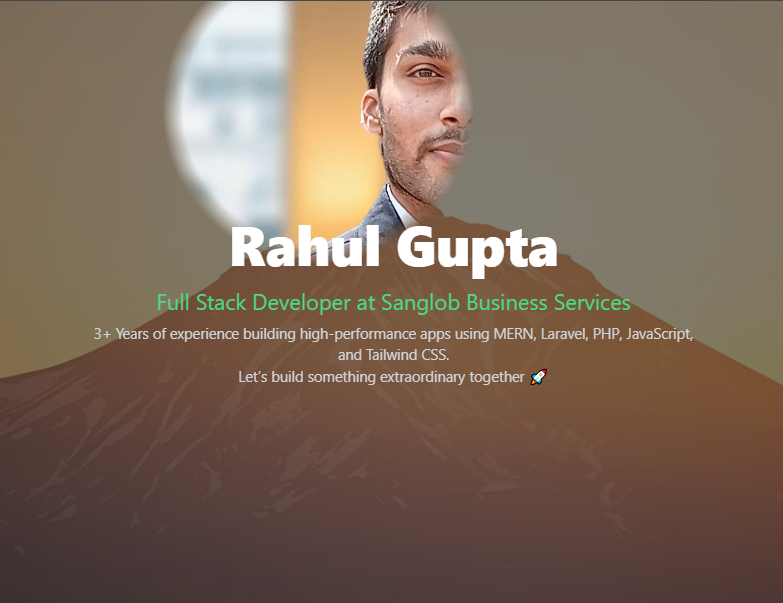 Rahul Gupta
Full Stack Developer at Sanglob Business Services
3+ Years of experience building high-performance apps using MERN, Laravel, PHP, JavaScript,
and Tailwind CSS.
Let's build something extraordinary together 🚀